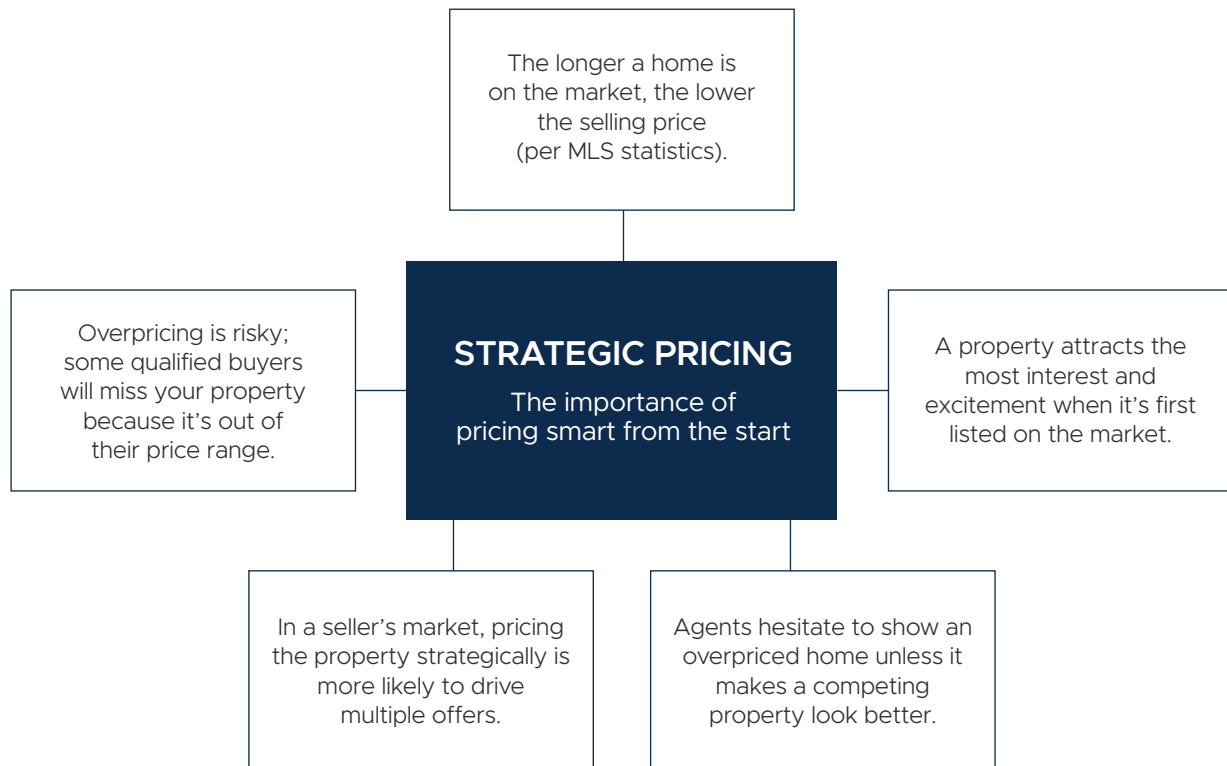 The longer a home is
on the market, the lower
the selling price
(per MLS statistics).
Overpricing is risky;
some qualified buyers
will miss your property
because it’s out of
their price range.
STRATEGIC PRICING
The importance of
pricing smart from the start
A property attracts the
most interest and
excitement when it’s first
listed on the market.
In a seller’s market, pricing
the property strategically is
more likely to drive
multiple offers.
Agents hesitate to show an
overpriced home unless it
makes a competing
property look better.